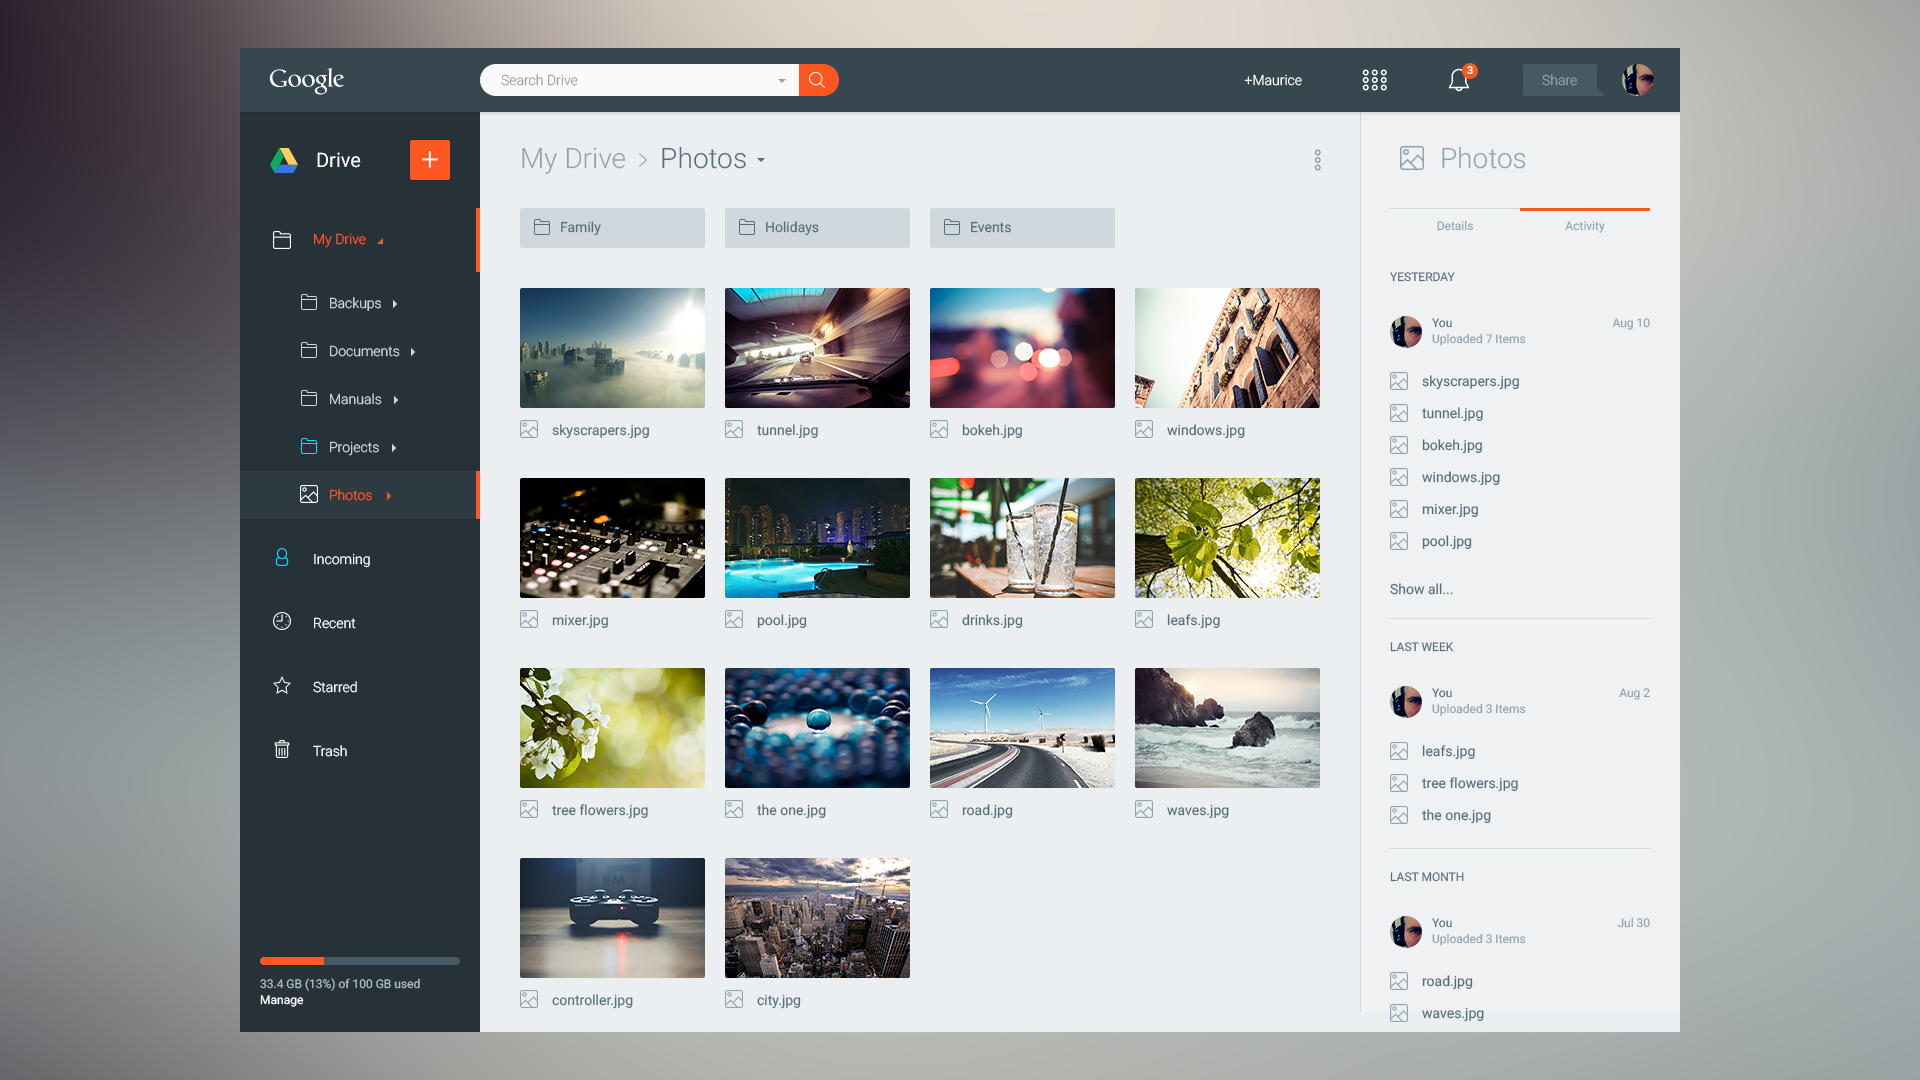 Google
Search Drive
+Maurice
3
Share
Drive
My Drive
Backups
Documents
Manuals
Projects
Photos
Incoming
Recent
Starred
Trash
33.4 GB (13%) of 100 GB used
Manage
My Drive > Photos
Family
Holidays
Events
skyscrapers.jpg
tunnel.jpg
bokeh.jpg
windows.jpg
mixer.jpg
pool.jpg
drinks.jpg
leafs.jpg
tree flowers.jpg
the one.jpg
road.jpg
waves.jpg
controller.jpg
city.jpg
Photos
Details
Activity
YESTERDAY
You
Aug 10
Uploaded 7 Items
skyscrapers.jpg
tunnel.jpg
bokeh.jpg
windows.jpg
mixer.jpg
pool.jpg
Show all...
LAST WEEK
You
Aug 2
Uploaded 3 Items
leafs.jpg
tree flowers.jpg
the one.jpg
LAST MONTH
You
Jul 30
Uploaded 3 Items
road.jpg
waves.jpg